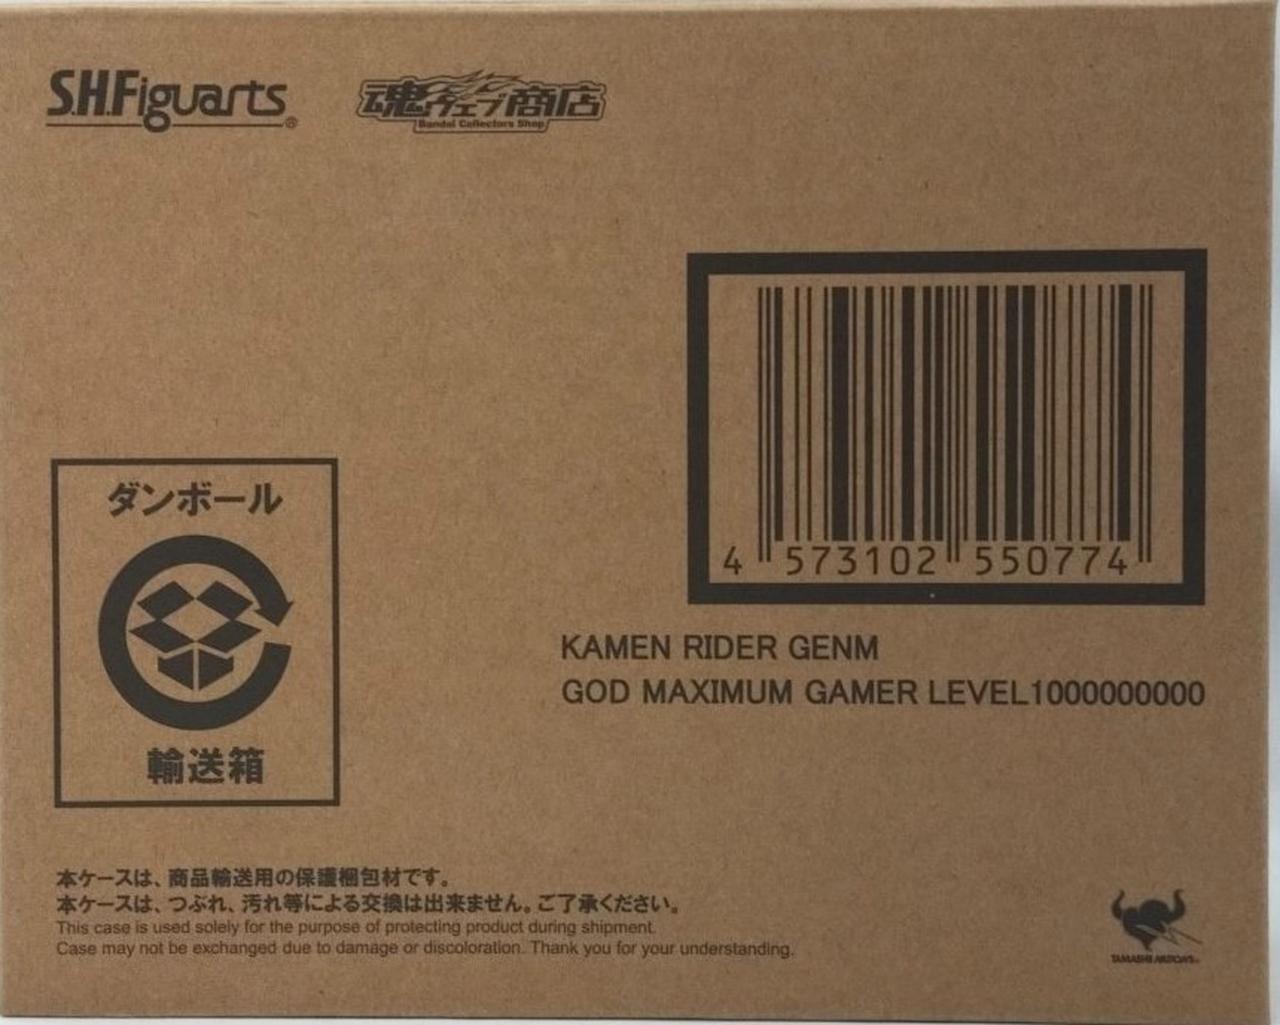 S.H.Figuarts®
魂ウェブ商店
Bandai Collectors Shop
4 573102 550774
ダンボール
輸送箱
KAMEN RIDER GENM
GOD MAXIMUM GAMER LEVEL1000000000
本ケースは、商品輸送用の保護梱包材です。
本ケースは、つぶれ、汚れ等による交換は出来ません。ご了承ください。
This case is used solely for the purpose of protecting product during shipment.
Case may not be exchanged due to damage or discoloration. Thank you for your understanding.
TAMASHII NATIONS